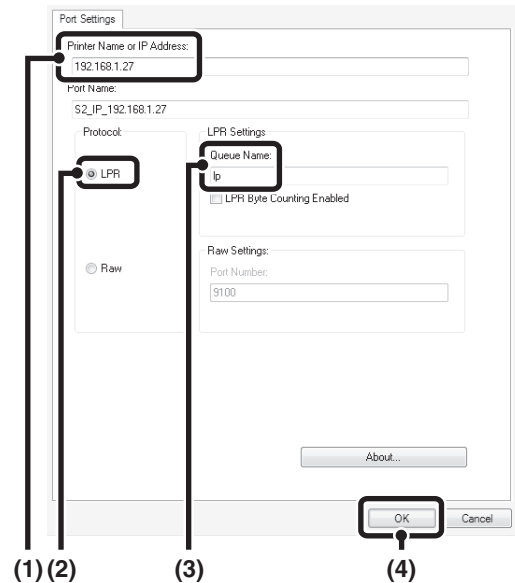 Port Settings
Printer Name or IP Address:
192.168.1.27
Port Name:
S2_IP_192.168.1.27
Protocol:
LPR
Raw
LPR Settings
Queue Name:
lp
LPR Byte Counting Enabled
Raw Settings:
Port Number:
9100
About...
OK
Cancel
(1) (2) (3) (4)